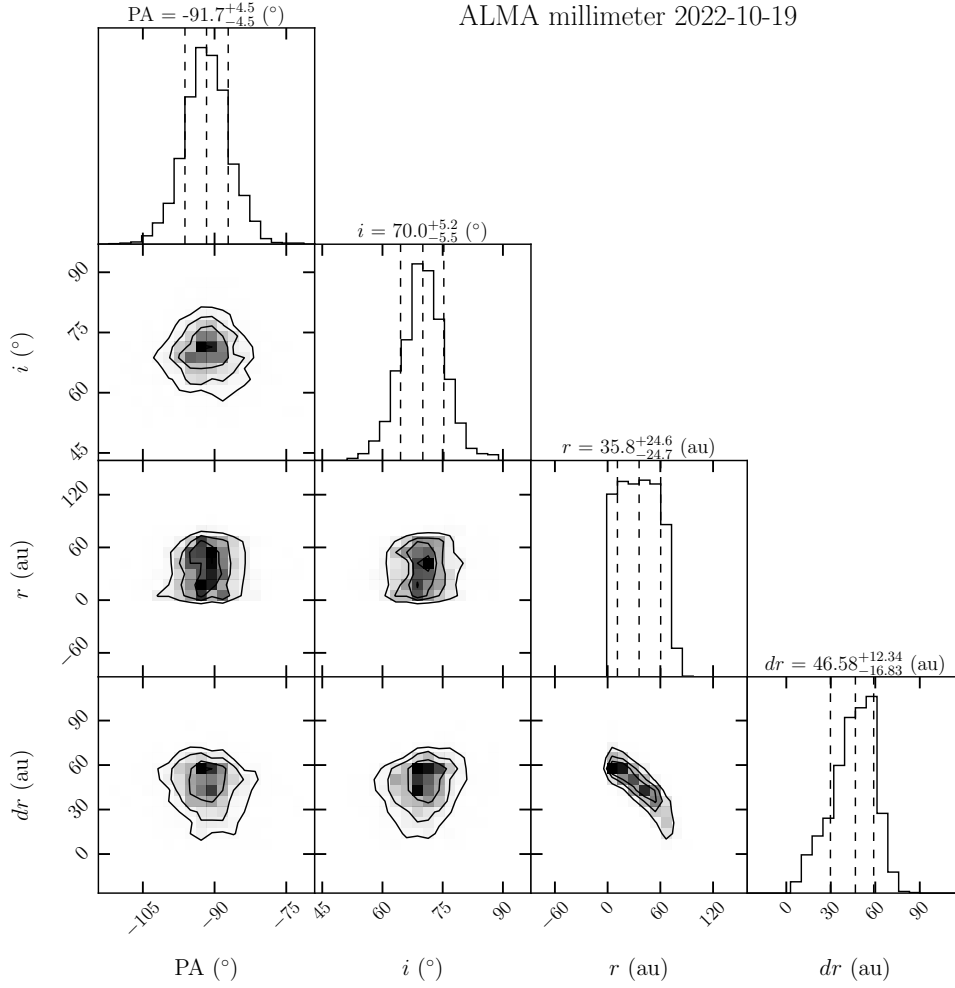 ALMA millimeter 2022-10-19
PA = -91.7+4.5 −4.5 (°)
i = 70.0+5.2 −5.5 (°)
r = 35.8+24.6 −24.7 (au)
dr = 46.58+12.34 −16.83 (au)
90
75
60
45
i (°)
120
60
0
−60
r (au)
90
60
30
0
dr (au)
−105 −90 −75
45 60 75 90
−60 0 60 120
0 30 60 90
PA (°)
i (°)
r (au)
dr (au)